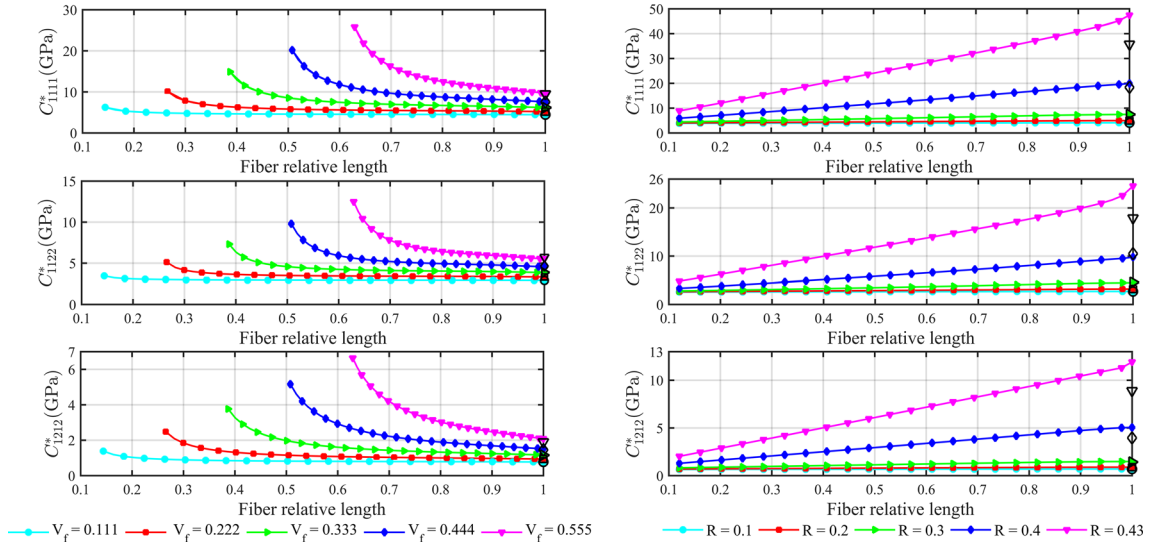 30
20
10
0
C*1111(GPa)
0.1 0.2 0.3 0.4 0.5 0.6 0.7 0.8 0.9 1
Fiber relative length
15
10
5
0
C*1122(GPa)
0.1 0.2 0.3 0.4 0.5 0.6 0.7 0.8 0.9 1
Fiber relative length
7
6
4
2
0
C*1212(GPa)
0.1 0.2 0.3 0.4 0.5 0.6 0.7 0.8 0.9 1
Fiber relative length
Vf = 0.111 Vf = 0.222 Vf = 0.333 Vf = 0.444 Vf = 0.555
50
40
30
20
10
0
C*1111(GPa)
0.1 0.2 0.3 0.4 0.5 0.6 0.7 0.8 0.9 1
Fiber relative length
26
20
10
0
C*1122(GPa)
0.1 0.2 0.3 0.4 0.5 0.6 0.7 0.8 0.9 1
Fiber relative length
13
10
5
0
C*1212(GPa)
0.1 0.2 0.3 0.4 0.5 0.6 0.7 0.8 0.9 1
Fiber relative length
R = 0.1 R = 0.2 R = 0.3 R = 0.4 R = 0.43